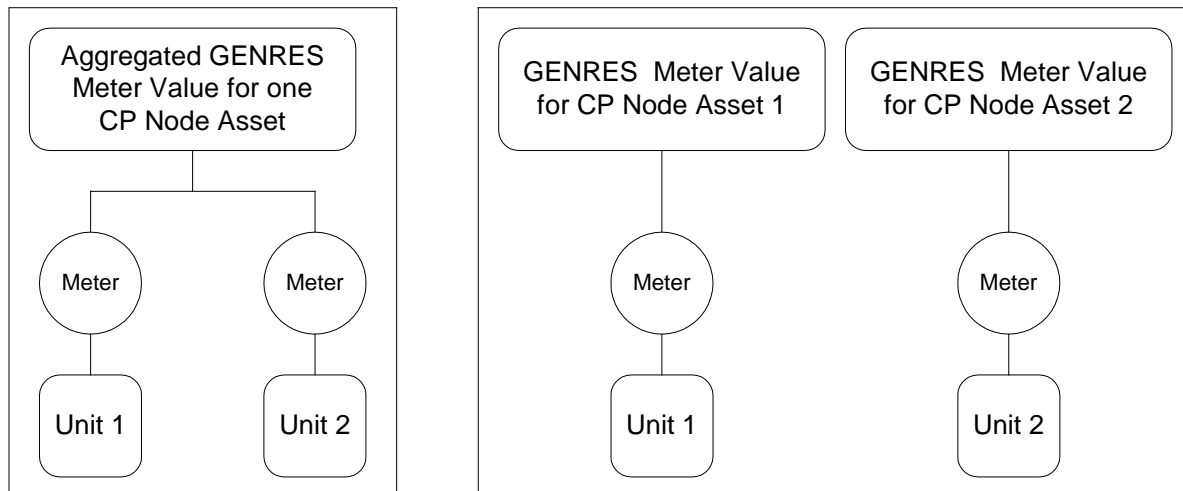 Aggregated GENRES
Meter Value for one
CP Node Asset
Meter
Meter
Unit 1
Unit 2
GENRES Meter Value
for CP Node Asset 1
GENRES Meter Value
for CP Node Asset 2
Meter
Meter
Unit 1
Unit 2